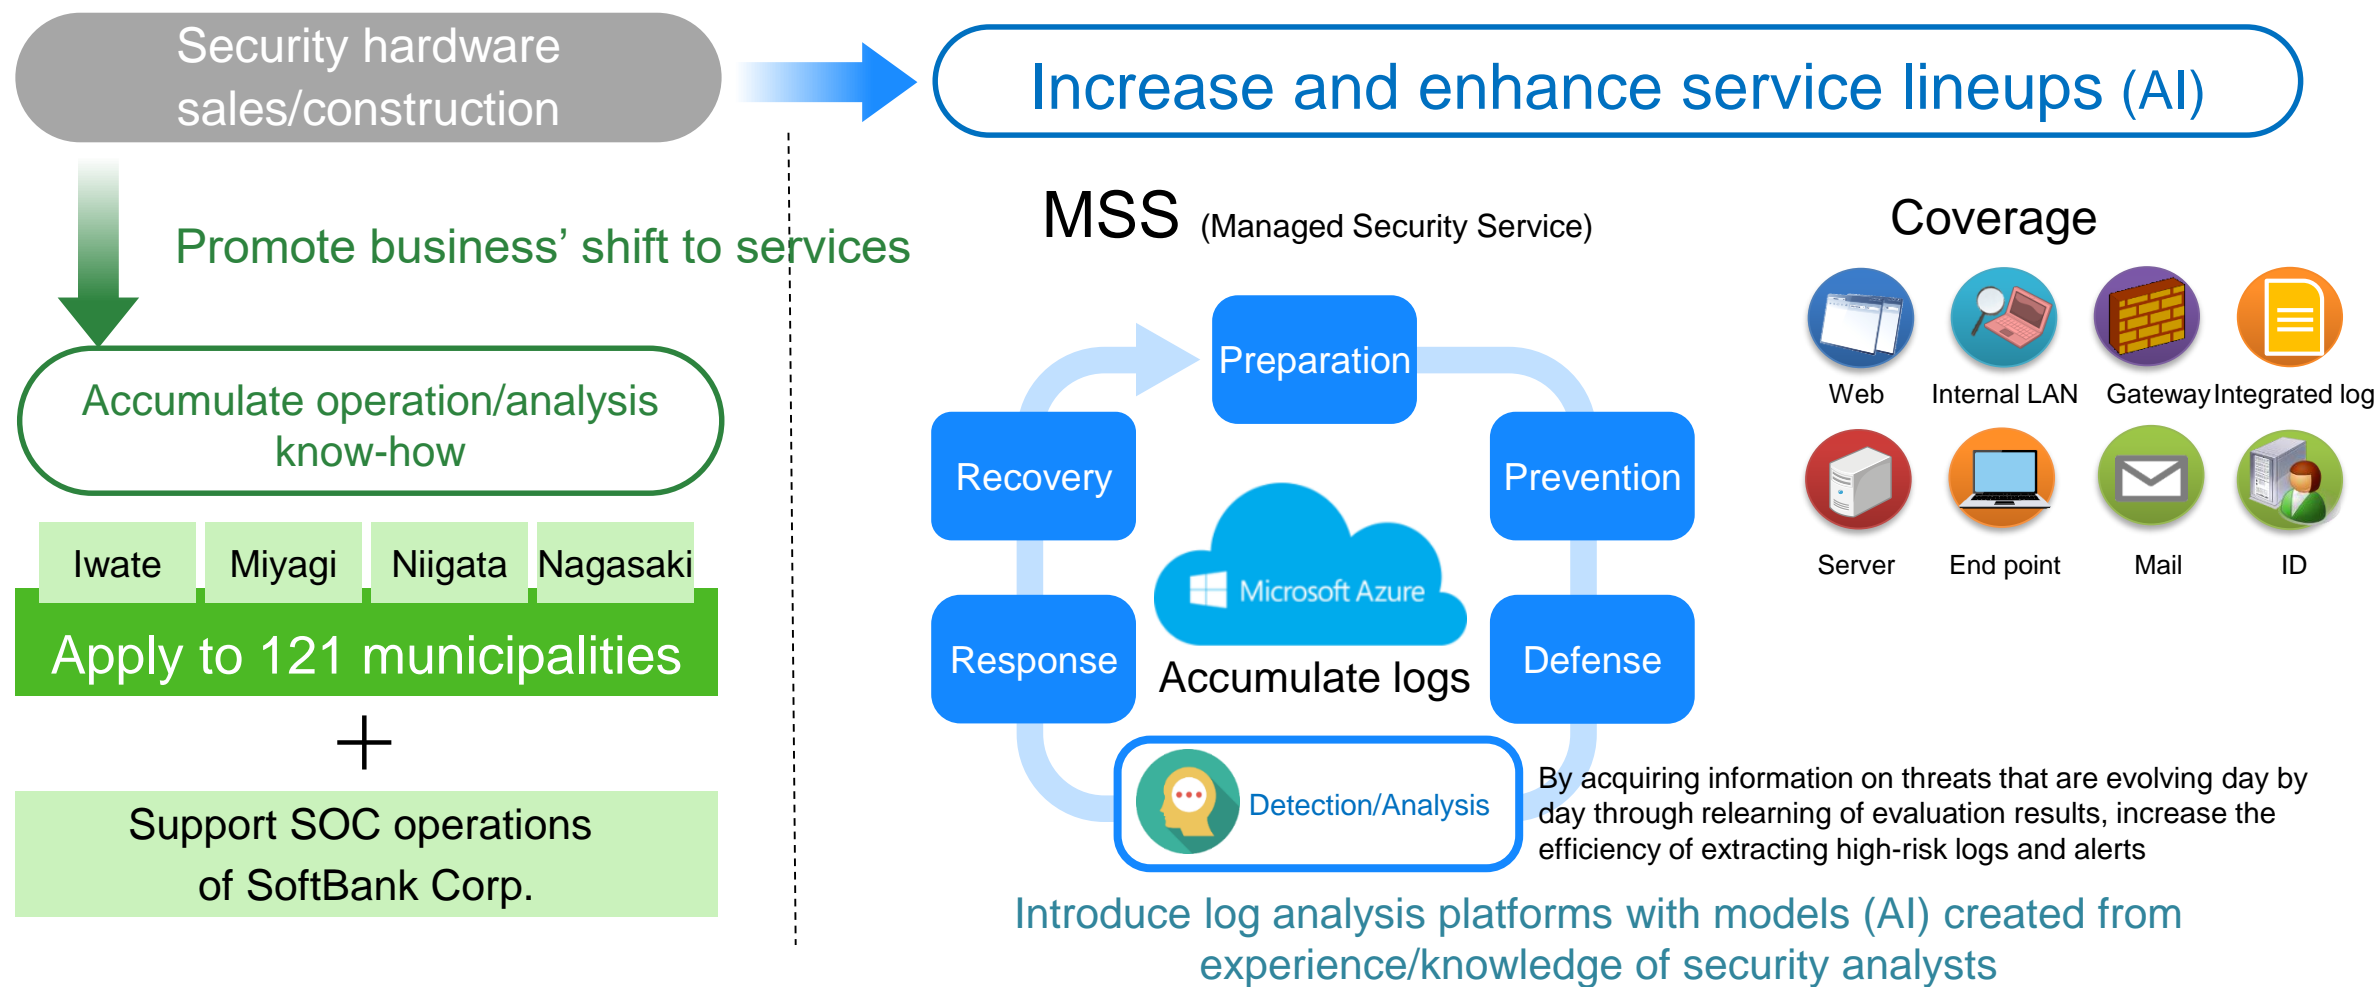 Security hardware
sales/construction
Increase and enhance service lineups (AI)
Promote business’ shift to services
Accumulate operation/analysis
know-how
Iwate
Miyagi
Niigata
Nagasaki
Apply to 121 municipalities
+
Support SOC operations
of SoftBank Corp.
MSS (Managed Security Service)
Preparation
Prevention
Defense
Detection/Analysis
Response
Recovery
Microsoft Azure
Accumulate logs
Coverage
Web
Internal LAN
Gateway
Integrated log
Server
End point
Mail
ID
By acquiring information on threats that are evolving day by
day through relearning of evaluation results, increase the
efficiency of extracting high-risk logs and alerts
Introduce log analysis platforms with models (AI) created from
experience/knowledge of security analysts